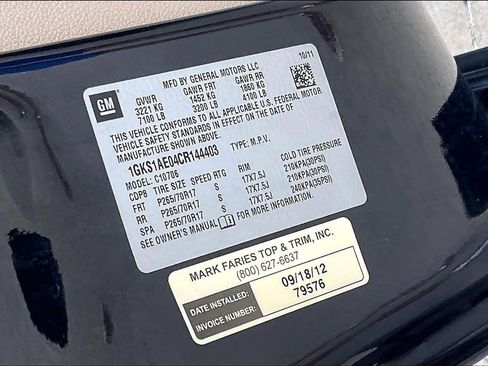 GM
MFD BY GENERAL MOTORS LLC
10/11
GVWR GAWR FRT GAWR RR
3221 KG 1452 KG 1860 KG
7100 LB 3200 LB 4100 LB
THIS VEHICLE CONFORMS TO ALL APPLICABLE U.S. FEDERAL MOTOR
VEHICLE SAFETY STANDARDS IN EFFECT ON THE DATE OF
MANUFACTURE SHOWN ABOVE.
1GKS1AE04CR144403 TYPE: M.P.V.
MODEL: C10706
CDPB TIRE SIZE SPEED RTG RIM COLD TIRE PRESSURE
FRT P265/70R17 S 17X7.5J 210KPA(30PSI)
RR P265/70R17 S 17X7.5J 210KPA(30PSI)
SPA P265/70R17 S 17X7.5J 240KPA(35PSI)
SEE OWNER'S MANUAL FOR MORE INFORMATION.
MARK FARIES TOP & TRIM, INC.
(800) 627-6637
DATE INSTALLED: 09/18/12
INVOICE NUMBER: 79576